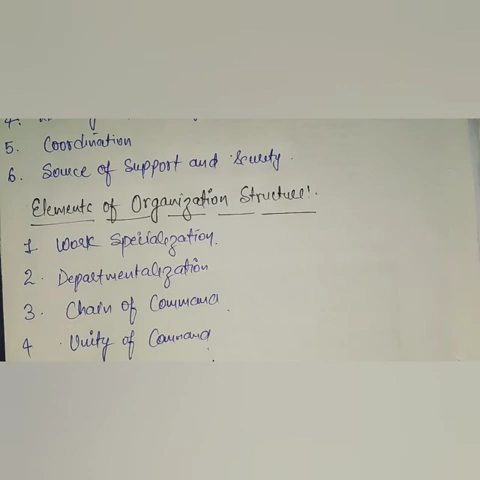 4.
5. Coordination
6. Source of Support and Security.
Elements of Organization Structure:
1 Work Specialization.
2. Departmentalization
3. Chain of Command.
4 Unity of Command